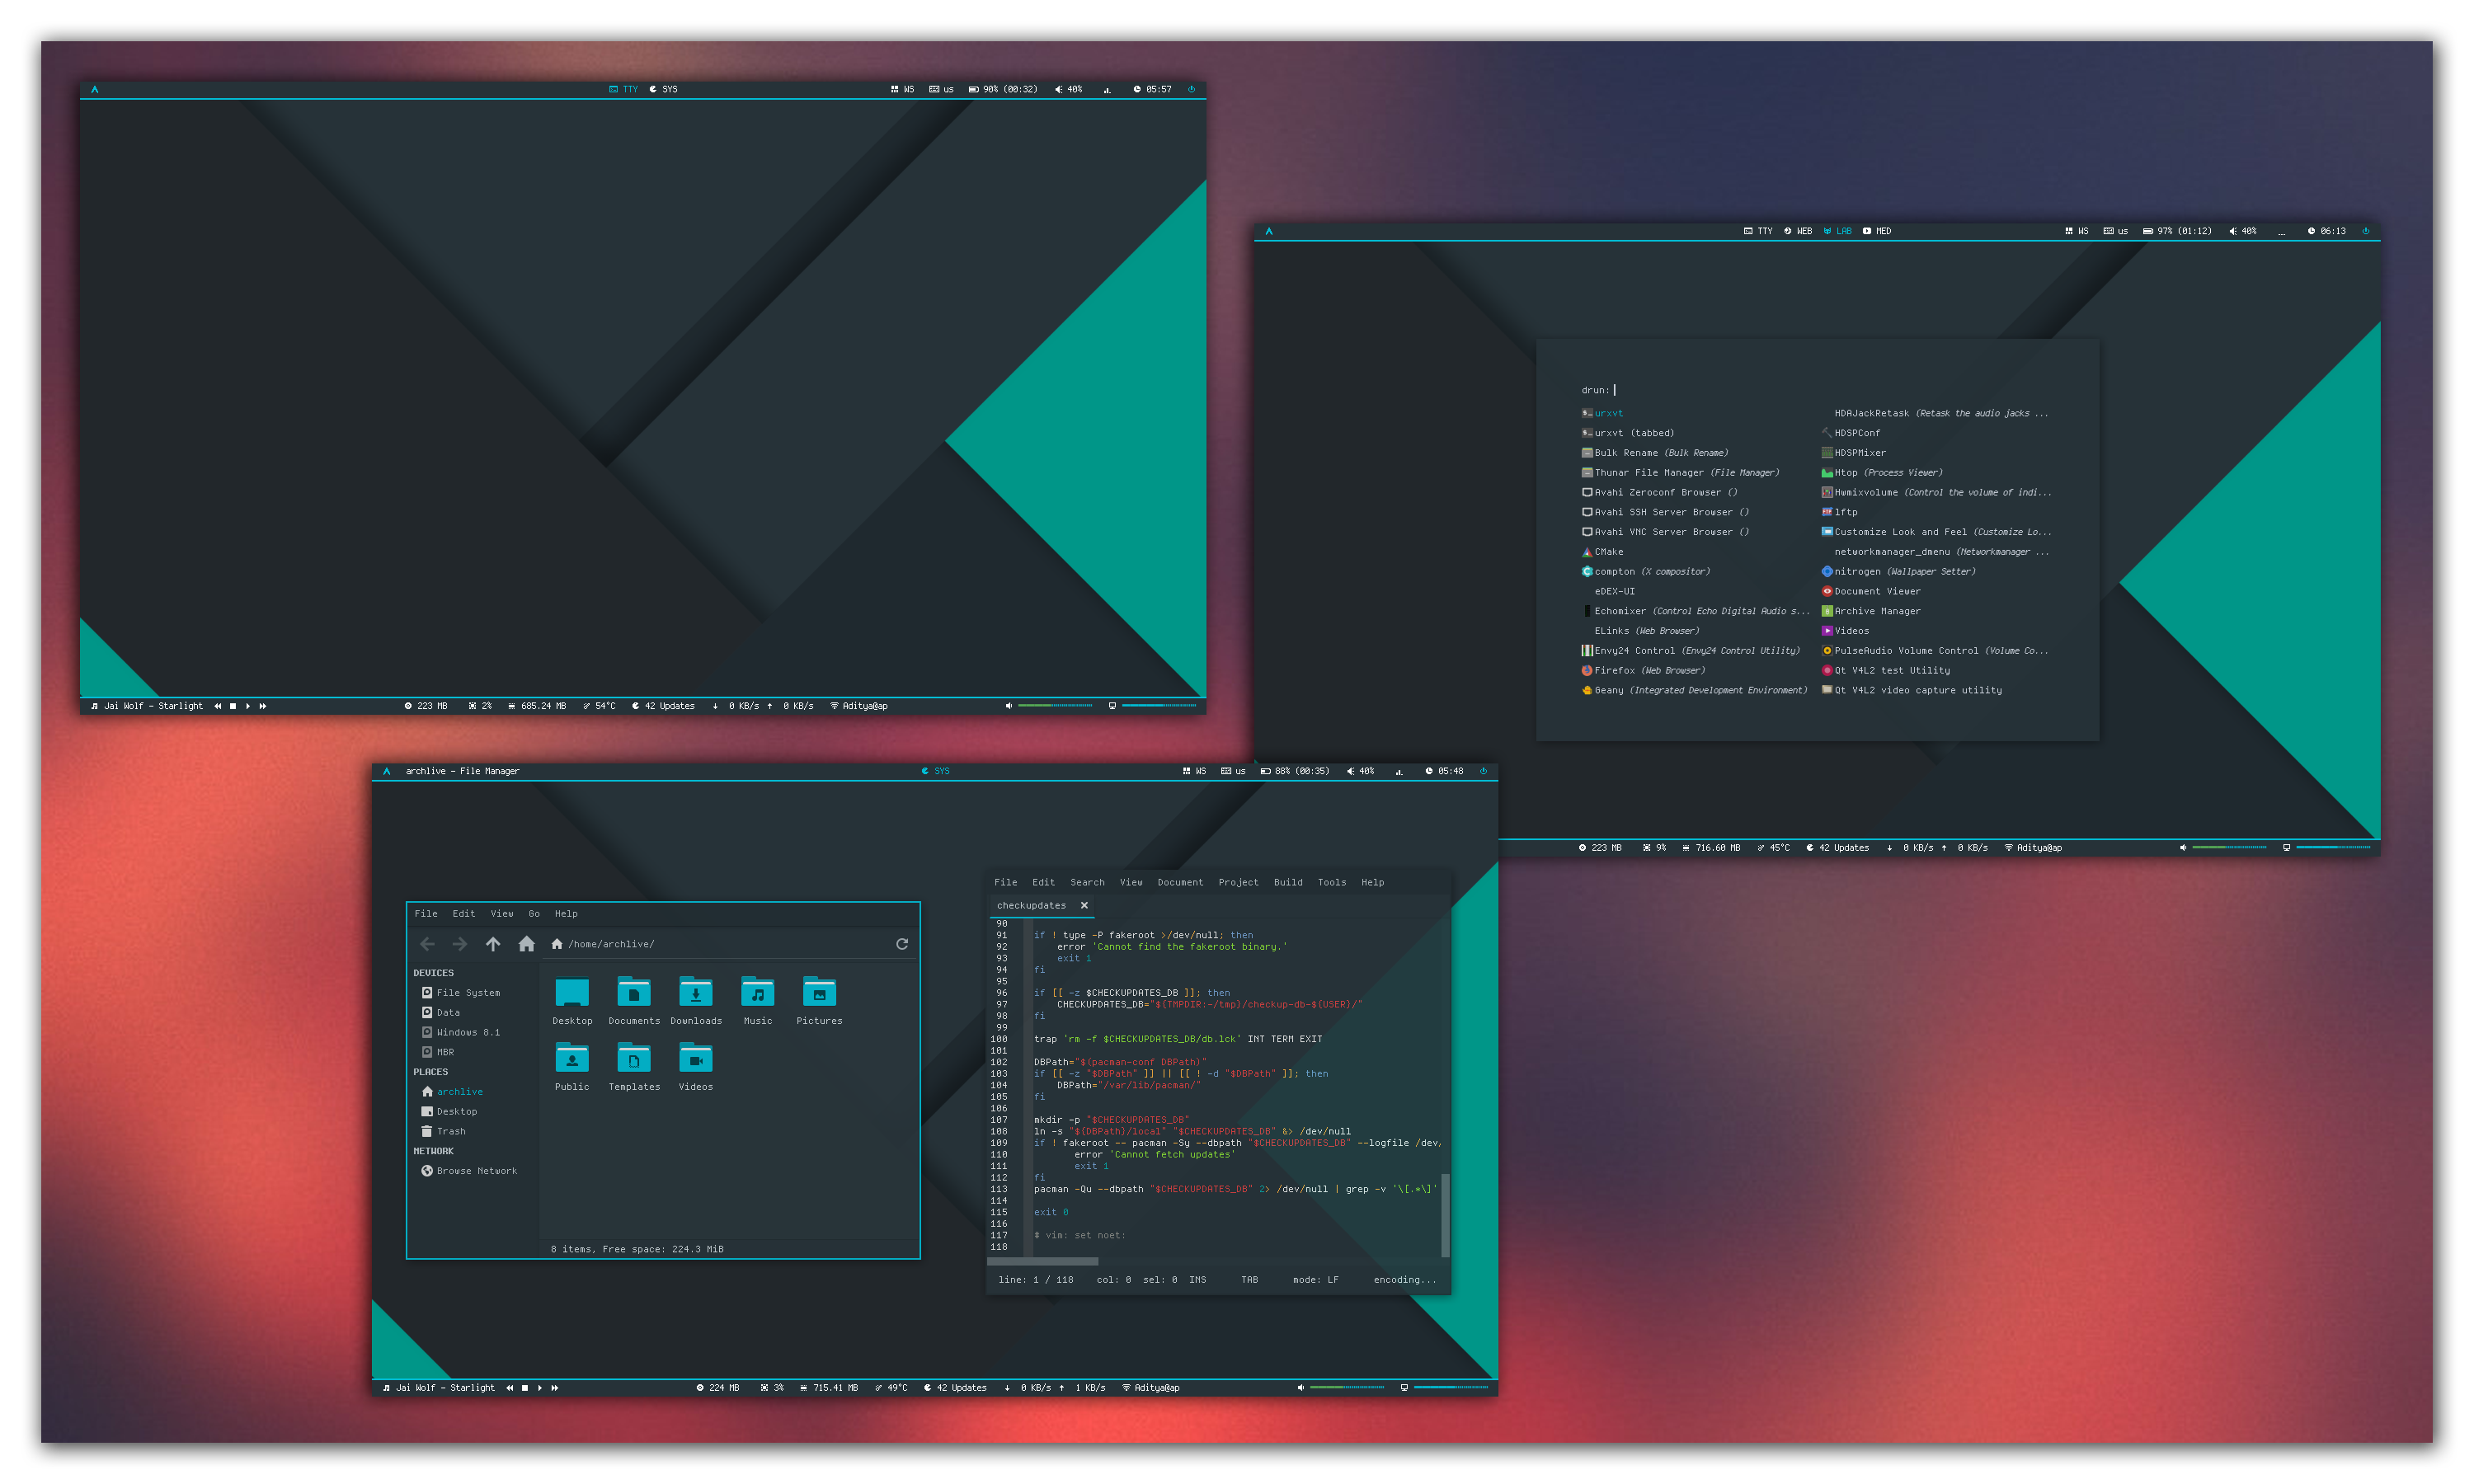 TTY SYS WS us 90% (00:32) 40% 05:57
Jai Wolf - Starlight 223 MB 2% 685.24 MB 54°C 42 Updates 0 KB/s 0 KB/s Aditya@ap
TTY WEB LAB MED WS us 97% (01:12) 40% ... 06:13
drun:
urxvt
urxvt (tabbed)
Bulk Rename (Bulk Rename)
Thunar File Manager (File Manager)
Avahi Zeroconf Browser ()
Avahi SSH Server Browser ()
Avahi VNC Server Browser ()
CMake
compton (X compositor)
eDEX-UI
Echomixer (Control Echo Digital Audio s...
ELinks (Web Browser)
Envy24 Control (Envy24 Control Utility)
Firefox (Web Browser)
Geany (Integrated Development Environment)
HDAJackRetask (Retask the audio jacks ...
HDSPConf
HDSPMixer
Htop (Process Viewer)
Hwmixvolume (Control the volume of indi...
lftp
Customize Look and Feel (Customize Lo...
networkmanager_dmenu (Networkmanager ...
nitrogen (Wallpaper Setter)
Document Viewer
Archive Manager
Videos
PulseAudio Volume Control (Volume Co...
Qt V4L2 test Utility
Qt V4L2 video capture utility
223 MB 9% 716.60 MB 45°C 42 Updates 0 KB/s 0 KB/s Aditya@ap
archlive - File Manager SYS WS us 88% (00:35) 40% 05:48
File Edit View Go Help
/home/archlive/
DEVICES
File System
Data
Windows 8.1
MBR
PLACES
archlive
Desktop
Trash
NETWORK
Browse Network
Desktop Documents Downloads Music Pictures
Public Templates Videos
8 items, Free space: 224.3 MiB
File Edit Search View Document Project Build Tools Help
checkupdates
90
91 if ! type -P fakeroot >/dev/null; then
92 error 'Cannot find the fakeroot binary.'
93 exit 1
94 fi
95
96 if [[ -z $CHECKUPDATES_DB ]]; then
97 CHECKUPDATES_DB="${TMPDIR:-/tmp}/checkup-db-${USER}/"
98 fi
99
100 trap 'rm -f $CHECKUPDATES_DB/db.lck' INT TERM EXIT
101
102 DBPath="$(pacman-conf DBPath)"
103 if [[ -z "$DBPath" ]] || [[ ! -d "$DBPath" ]]; then
104 DBPath="/var/lib/pacman/"
105 fi
106
107 mkdir -p "$CHECKUPDATES_DB"
108 ln -s "${DBPath}/local" "$CHECKUPDATES_DB" &> /dev/null
109 if ! fakeroot -- pacman -Sy --dbpath "$CHECKUPDATES_DB" --logfile /dev/
110 error 'Cannot fetch updates'
111 exit 1
112 fi
113 pacman -Qu --dbpath "$CHECKUPDATES_DB" 2> /dev/null | grep -v '\[.*\]'
114
115 exit 0
116
117 # vim: set noet:
118
line: 1 / 118 col: 0 sel: 0 INS TAB mode: LF encoding...
Jai Wolf - Starlight 224 MB 3% 715.41 MB 49°C 42 Updates 0 KB/s 1 KB/s Aditya@ap